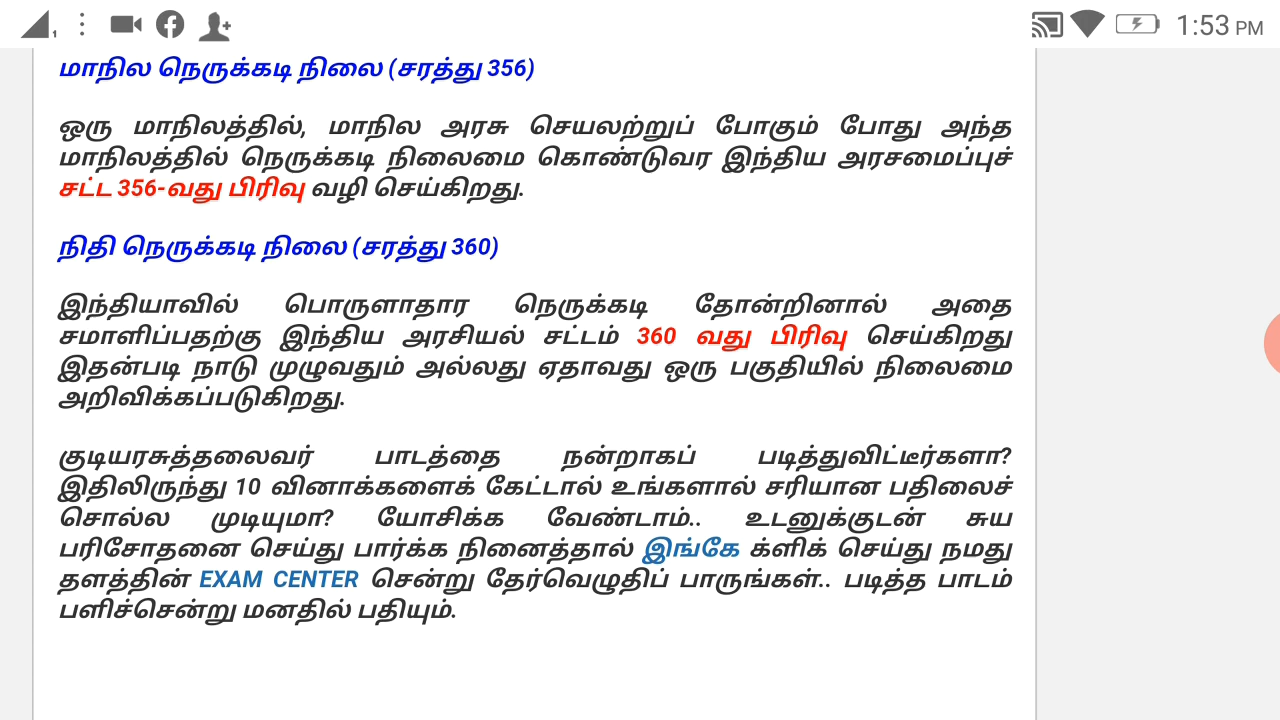 1:53 PM
மாநில நெருக்கடி நிலை (சரத்து 356)
ஒரு மாநிலத்தில், மாநில அரசு செயலற்றுப் போகும் போது அந்த
மாநிலத்தில் நெருக்கடி நிலைமை கொண்டுவர இந்திய அரசமைப்புச்
சட்ட 356-வது பிரிவு வழி செய்கிறது.
நிதி நெருக்கடி நிலை (சரத்து 360)
இந்தியாவில் பொருளாதார நெருக்கடி தோன்றினால் அதை
சமாளிப்பதற்கு இந்திய அரசியல் சட்டம் 360 வது பிரிவு செய்கிறது
இதன்படி நாடு முழுவதும் அல்லது ஏதாவது ஒரு பகுதியில் நிலைமை
அறிவிக்கப்படுகிறது.
குடியரசுத்தலைவர் பாடத்தை நன்றாகப் படித்துவிட்டீர்களா?
இதிலிருந்து 10 வினாக்களைக் கேட்டால் உங்களால் சரியான பதிலைச்
சொல்ல முடியுமா? யோசிக்க வேண்டாம்.. உடனுக்குடன் சுய
பரிசோதனை செய்து பார்க்க நினைத்தால் இங்கே க்ளிக் செய்து நமது
தளத்தின் EXAM CENTER சென்று தேர்வெழுதிப் பாருங்கள்.. படித்த பாடம்
பளிச்சென்று மனதில் பதியும்.